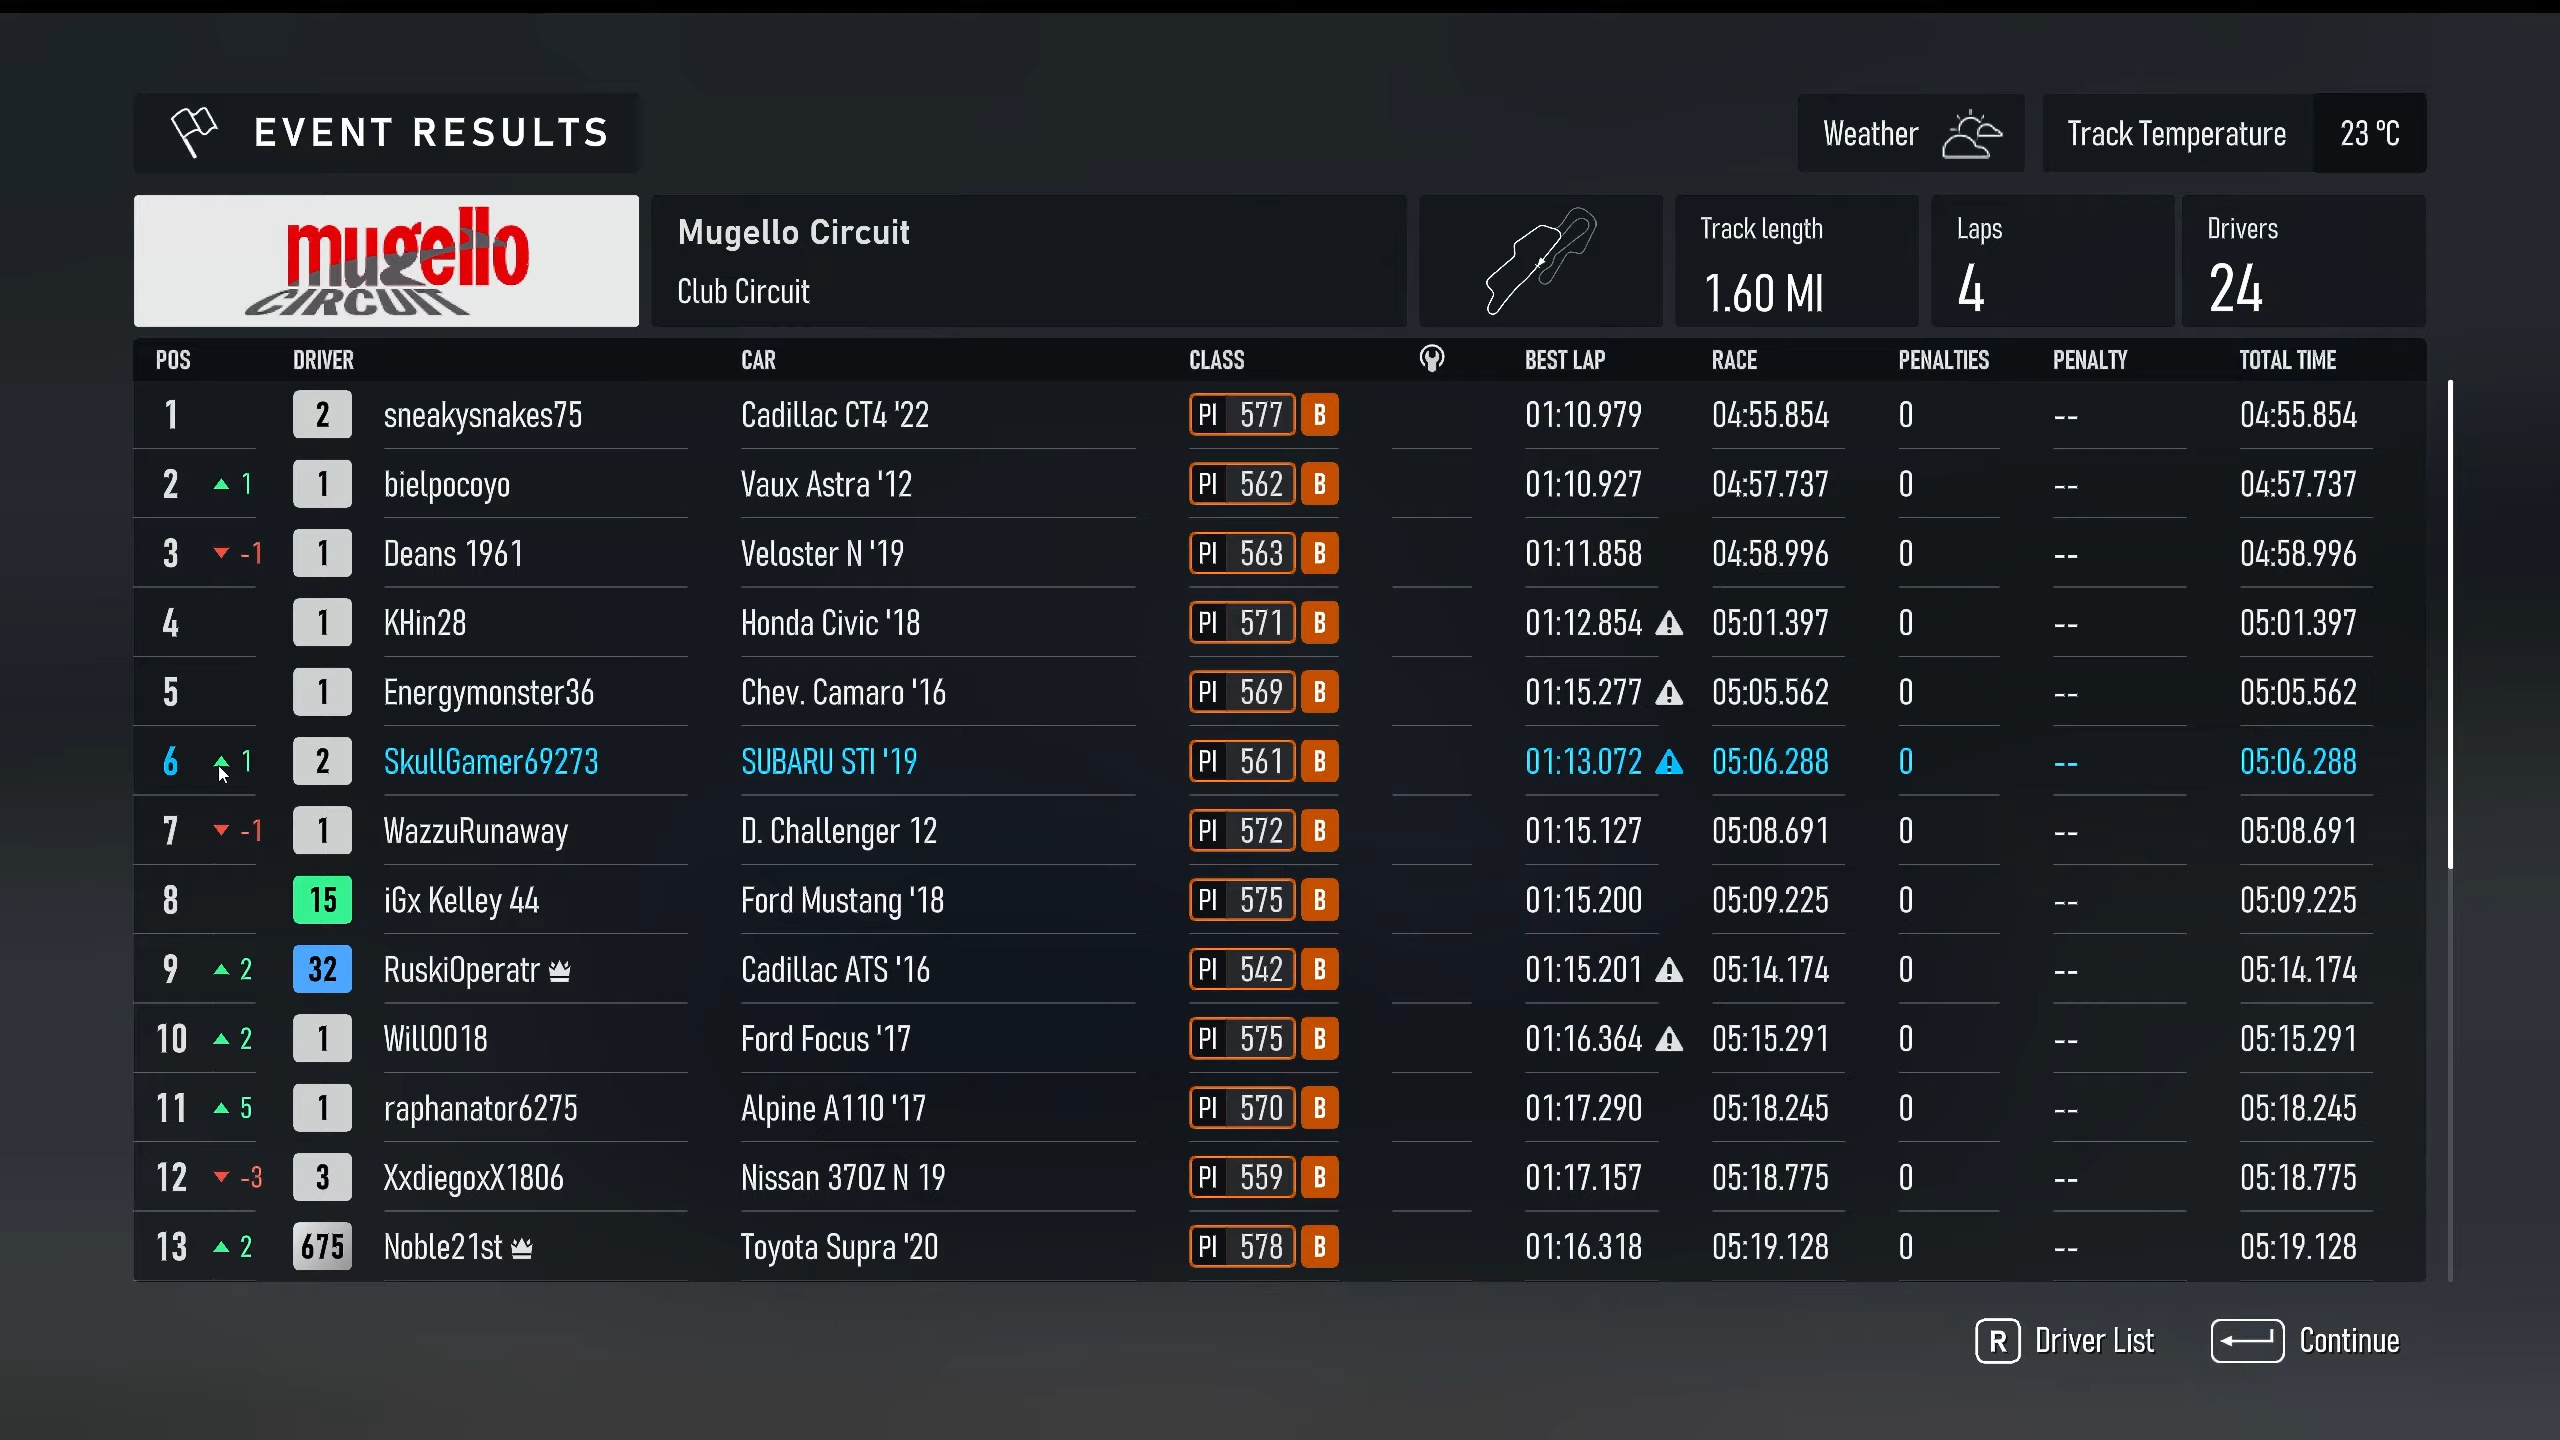 EVENT RESULTS
Weather
Track Temperature 23 °C
mugello
CIRCUIT
Mugello Circuit
Club Circuit
Track length
1.60 MI
Laps
4
Drivers
24
POS DRIVER CAR CLASS BEST LAP RACE PENALTIES PENALTY TOTAL TIME
1 2 sneakysnakes75 Cadillac CT4 '22 PI 577 B 01:10.979 04:55.854 0 -- 04:55.854
2 ▲ 1 1 bielpocoyo Vaux Astra '12 PI 562 B 01:10.927 04:57.737 0 -- 04:57.737
3 ▼ -1 1 Deans 1961 Veloster N '19 PI 563 B 01:11.858 04:58.996 0 -- 04:58.996
4 1 KHin28 Honda Civic '18 PI 571 B 01:12.854 05:01.397 0 -- 05:01.397
5 1 Energymonster36 Chev. Camaro '16 PI 569 B 01:15.277 05:05.562 0 -- 05:05.562
6 ▲ 1 2 SkullGamer69273 SUBARU STI '19 PI 561 B 01:13.072 05:06.288 0 -- 05:06.288
7 ▼ -1 1 WazzuRunaway D. Challenger 12 PI 572 B 01:15.127 05:08.691 0 -- 05:08.691
8 15 iGx Kelley 44 Ford Mustang '18 PI 575 B 01:15.200 05:09.225 0 -- 05:09.225
9 ▲ 2 32 RuskiOperatr Cadillac ATS '16 PI 542 B 01:15.201 05:14.174 0 -- 05:14.174
10 ▲ 2 1 Will0018 Ford Focus '17 PI 575 B 01:16.364 05:15.291 0 -- 05:15.291
11 ▲ 5 1 raphanator6275 Alpine A110 '17 PI 570 B 01:17.290 05:18.245 0 -- 05:18.245
12 ▼ -3 3 XxdiegoxX1806 Nissan 370Z N 19 PI 559 B 01:17.157 05:18.775 0 -- 05:18.775
13 ▲ 2 675 Noble21st Toyota Supra '20 PI 578 B 01:16.318 05:19.128 0 -- 05:19.128
R Driver List Continue